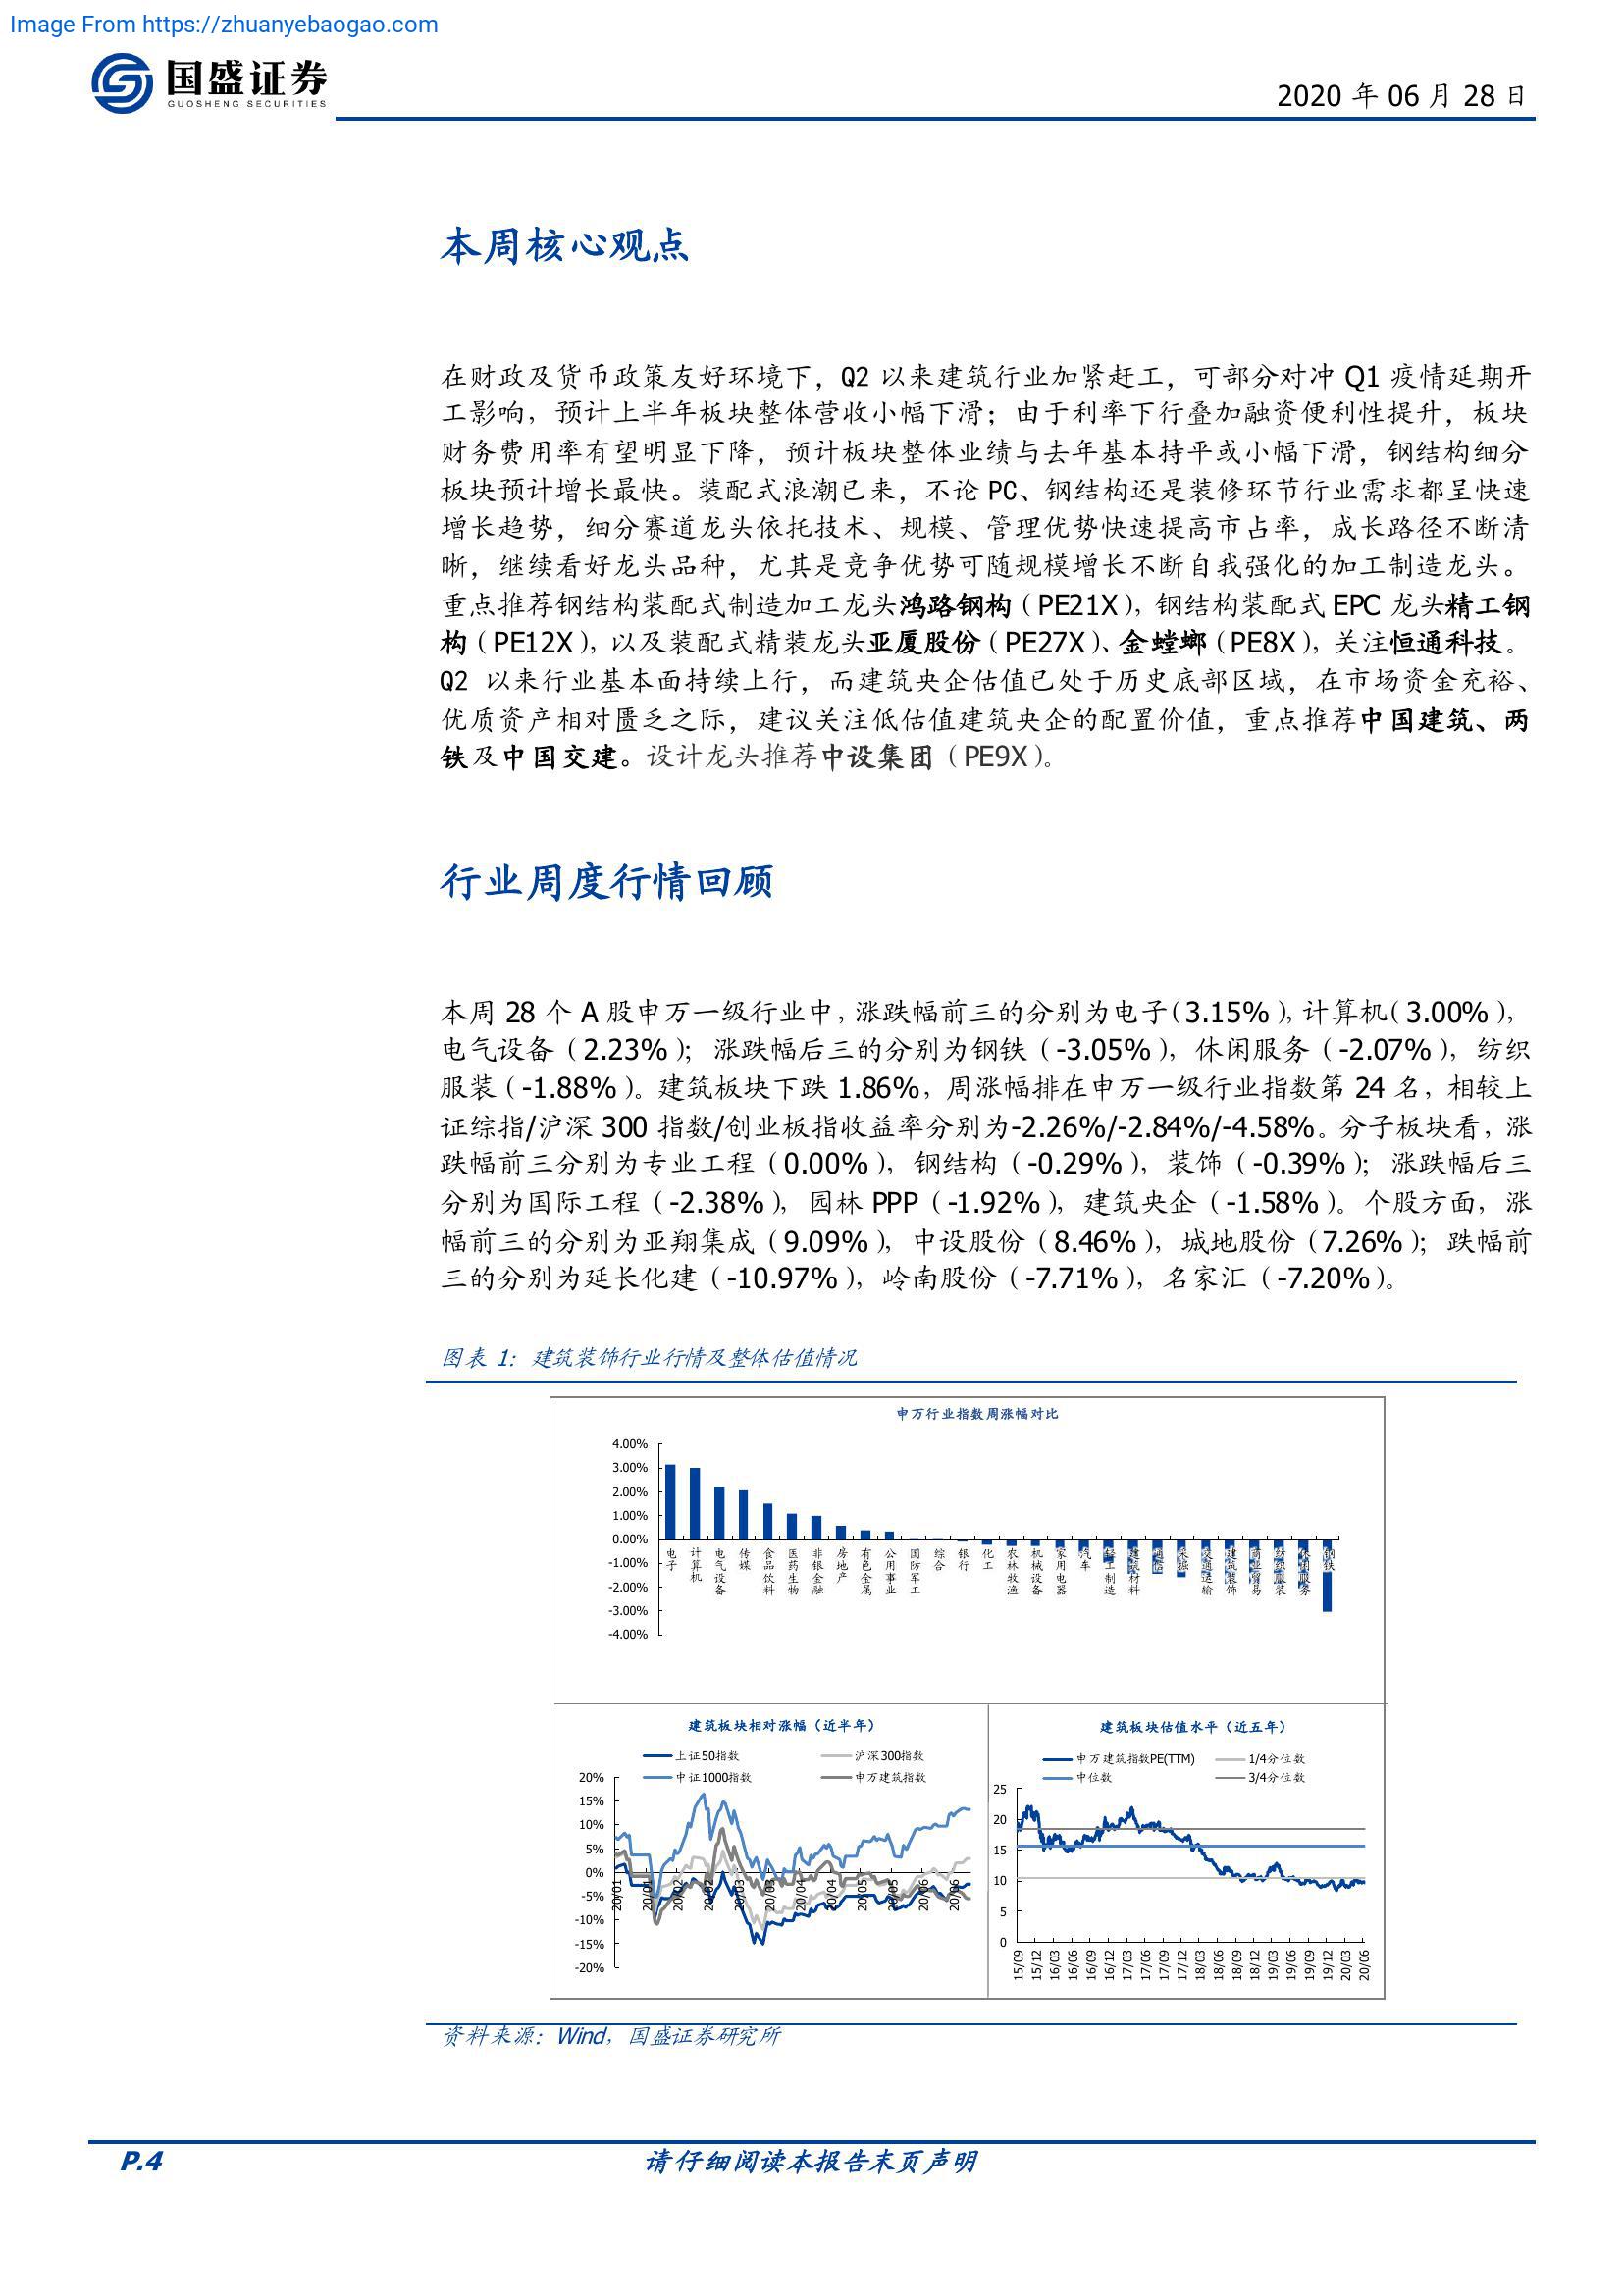 Image From https://zhuanyebaogao.com
国盛证券
GUOSHENG SECURITIES
2020 年 06 月 28 日
本周核心观点
在财政及货币政策友好环境下，Q2 以来建筑行业加紧赶工，可部分对冲 Q1 疫情延期开
工影响，预计上半年板块整体营收小幅下滑；由于利率下行叠加融资便利性提升，板块
财务费用率有望明显下降，预计板块整体业绩与去年基本持平或小幅下滑，钢结构细分
板块预计增长最快。装配式浪潮已来，不论 PC、钢结构还是装修环节行业需求都呈快速
增长趋势，细分赛道龙头依托技术、规模、管理优势快速提高市占率，成长路径不断清
晰，继续看好龙头品种，尤其是竞争优势可随规模增长不断自我强化的加工制造龙头。
重点推荐钢结构装配式制造加工龙头鸿路钢构（PE21X），钢结构装配式 EPC 龙头精工钢
构（PE12X），以及装配式精装龙头亚厦股份（PE27X）、金螳螂（PE8X），关注恒通科技。
Q2 以来行业基本面持续上行，而建筑央企估值已处于历史底部区域，在市场资金充裕、
优质资产相对匮乏之际，建议关注低估值建筑央企的配置价值，重点推荐中国建筑、两
铁及中国交建。设计龙头推荐中设集团（PE9X）。
行业周度行情回顾
本周 28 个 A 股申万一级行业中，涨跌幅前三的分别为电子（3.15%），计算机（3.00%），
电气设备（2.23%）；涨跌幅后三的分别为钢铁（-3.05%），休闲服务（-2.07%），纺织
服装（-1.88%）。建筑板块下跌 1.86%，周涨幅排在申万一级行业指数第 24 名，相较上
证综指/沪深 300 指数/创业板指收益率分别为-2.26%/-2.84%/-4.58%。分子板块看，涨
跌幅前三分别为专业工程（0.00%），钢结构（-0.29%），装饰（-0.39%）；涨跌幅后三
分别为国际工程（-2.38%），园林 PPP（-1.92%），建筑央企（-1.58%）。个股方面，涨
幅前三的分别为亚翔集成（9.09%），中设股份（8.46%），城地股份（7.26%）；跌幅前
三的分别为延长化建（-10.97%），岭南股份（-7.71%），名家汇（-7.20%）。
图表 1：建筑装饰行业行情及整体估值情况
申万行业指数周涨幅对比
4.00%
3.00%
2.00%
1.00%
0.00%
-1.00%
-2.00%
-3.00%
-4.00%
电子 计算机 电气设备 传媒 食品饮料 医药生物 非银金融 房地产 有色金属 公用事业 国防军工 综合 银行 化工 农林牧渔 机械设备 家用电器 汽车 轻工制造 建筑材料 通信 采掘 交通运输 建筑装饰 商业贸易 纺织服装 休闲服务 钢铁
建筑板块相对涨幅（近半年）
上证50指数 沪深300指数
中证1000指数 申万建筑指数
20%
15%
10%
5%
0%
-5%
-10%
-15%
-20%
20/01 20/01 20/02 20/02 20/03 20/03 20/04 20/04 20/05 20/05 20/06 20/06
建筑板块估值水平（近五年）
申万建筑指数PE(TTM) 1/4分位数
中位数 3/4分位数
25
20
15
10
5
0
15/09 15/12 16/03 16/06 16/09 16/12 17/03 17/06 17/09 17/12 18/03 18/06 18/09 18/12 19/03 19/06 19/09 19/12 20/03 20/06
资料来源：Wind，国盛证券研究所
P.4
请仔细阅读本报告末页声明